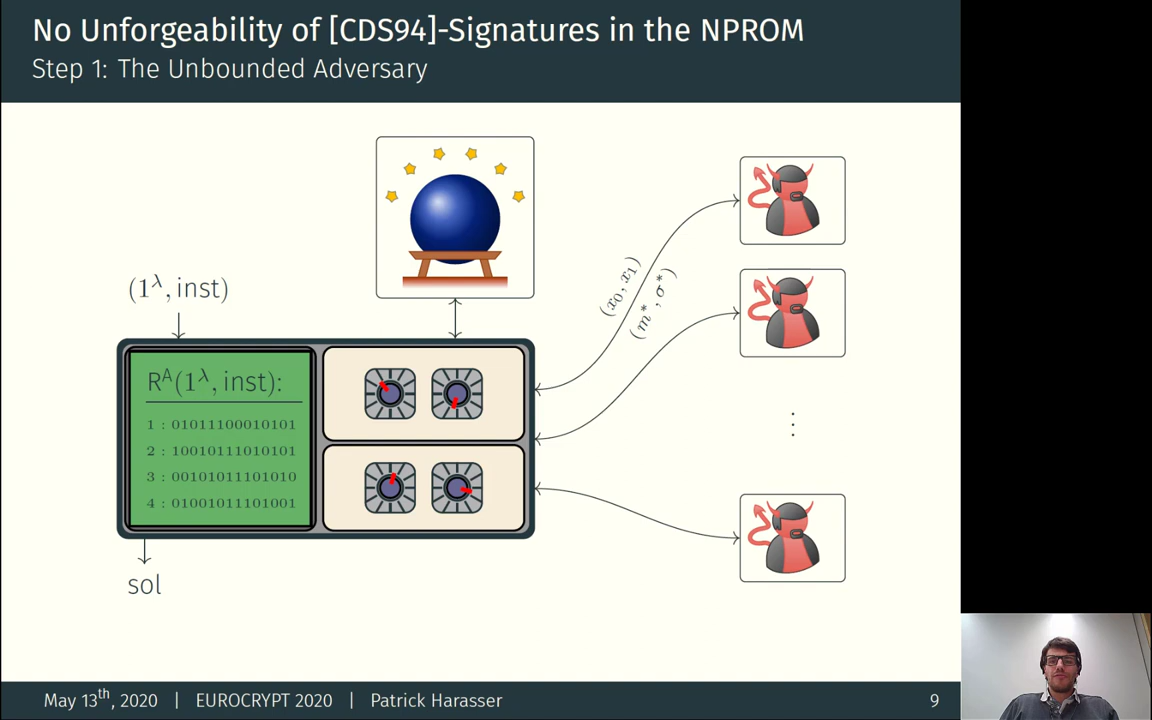 No Unforgeability of [CDS94]-Signatures in the NPROM
Step 1: The Unbounded Adversary
(1^λ, inst)
(x₀, x₁)
(m*, σ*)
R^A(1^λ, inst):
1 : 01011100010101
2 : 10010111010101
3 : 00101011101010
4 : 01001011101001
⋮
sol
May 13th, 2020 | EUROCRYPT 2020 | Patrick Harasser
9